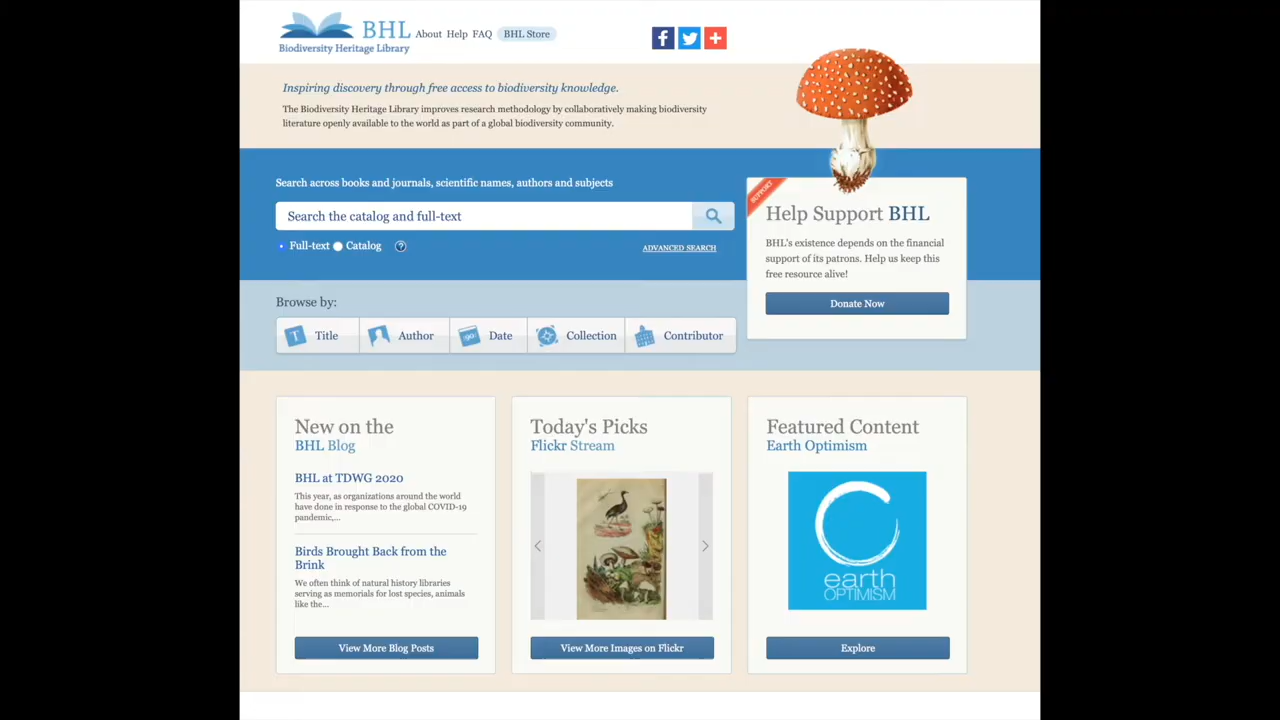 BHL
Biodiversity Heritage Library
About Help FAQ BHL Store
Inspiring discovery through free access to biodiversity knowledge.
The Biodiversity Heritage Library improves research methodology by collaboratively making biodiversity
literature openly available to the world as part of a global biodiversity community.
Search across books and journals, scientific names, authors and subjects
Search the catalog and full-text
Full-text Catalog ?
ADVANCED SEARCH
SUPPORT
Help Support BHL
BHL's existence depends on the financial
support of its patrons. Help us keep this
free resource alive!
Donate Now
Browse by:
Title Author Date Collection Contributor
New on the
BHL Blog
BHL at TDWG 2020
This year, as organizations around the world
have done in response to the global COVID-19
pandemic,...
Birds Brought Back from the
Brink
We often think of natural history libraries
serving as memorials for lost species, animals
like the...
View More Blog Posts
Today's Picks
Flickr Stream
View More Images on Flickr
Featured Content
Earth Optimism
earth
OPTIMISM
Explore